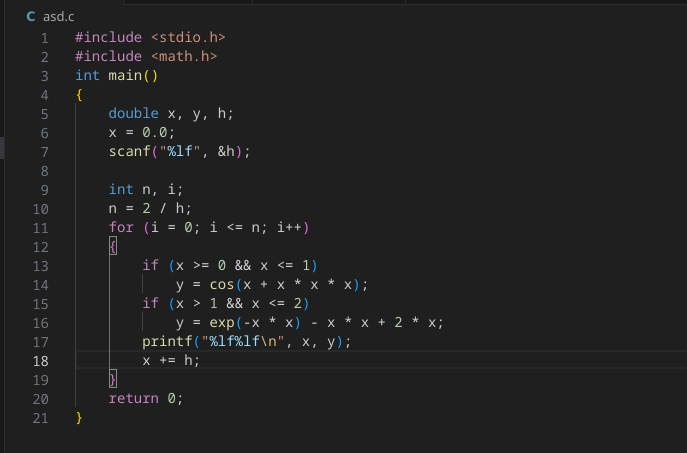 C asd.c
1 #include <stdio.h>
2 #include <math.h>
3 int main()
4 {
5     double x, y, h;
6     x = 0.0;
7     scanf("%lf", &h);
8
9     int n, i;
10     n = 2 / h;
11     for (i = 0; i <= n; i++)
12     {
13         if (x >= 0 && x <= 1)
14             y = cos(x + x * x * x);
15         if (x > 1 && x <= 2)
16             y = exp(-x * x) - x * x + 2 * x;
17         printf("%lf%lf\n", x, y);
18         x += h;
19     }
20     return 0;
21 }